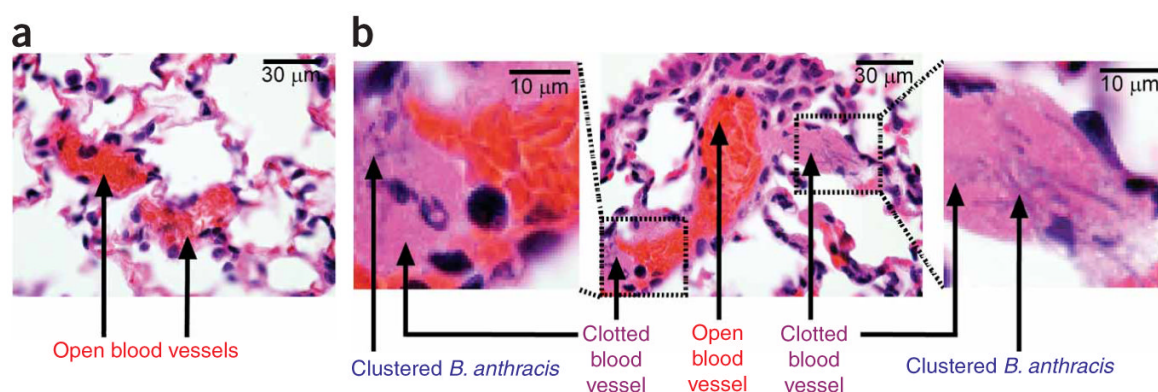 a
b
30 μm
10 μm
30 μm
10 μm
Open blood vessels
Clustered B. anthracis
Clotted
blood
vessel
Open
blood
vessel
Clotted
blood
vessel
Clustered B. anthracis